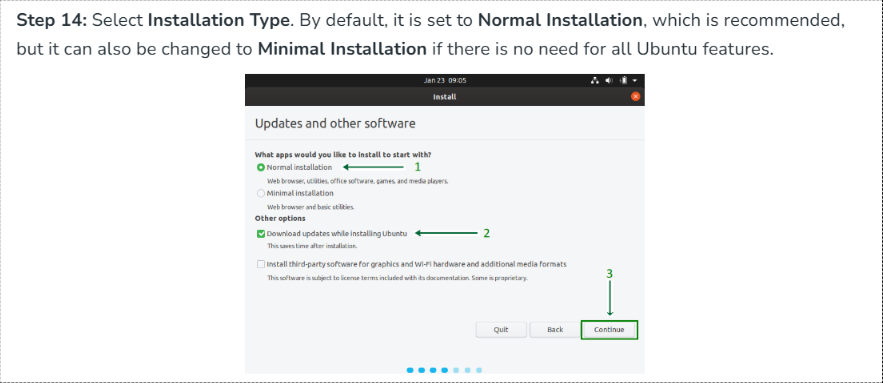 Step 14: Select Installation Type. By default, it is set to Normal Installation, which is recommended,
but it can also be changed to Minimal Installation if there is no need for all Ubuntu features.
Jan 23 09:05
Install
Updates and other software
What apps would you like to install to start with?
Normal installation
1
Web browser, utilities, office software, games, and media players.
Minimal installation
Web browser and basic utilities.
Other options
Download updates while installing Ubuntu
2
This saves time after installation.
Install third-party software for graphics and Wi-Fi hardware and additional media formats
This software is subject to license terms included with its documentation. Some is proprietary.
3
Quit
Back
Continue